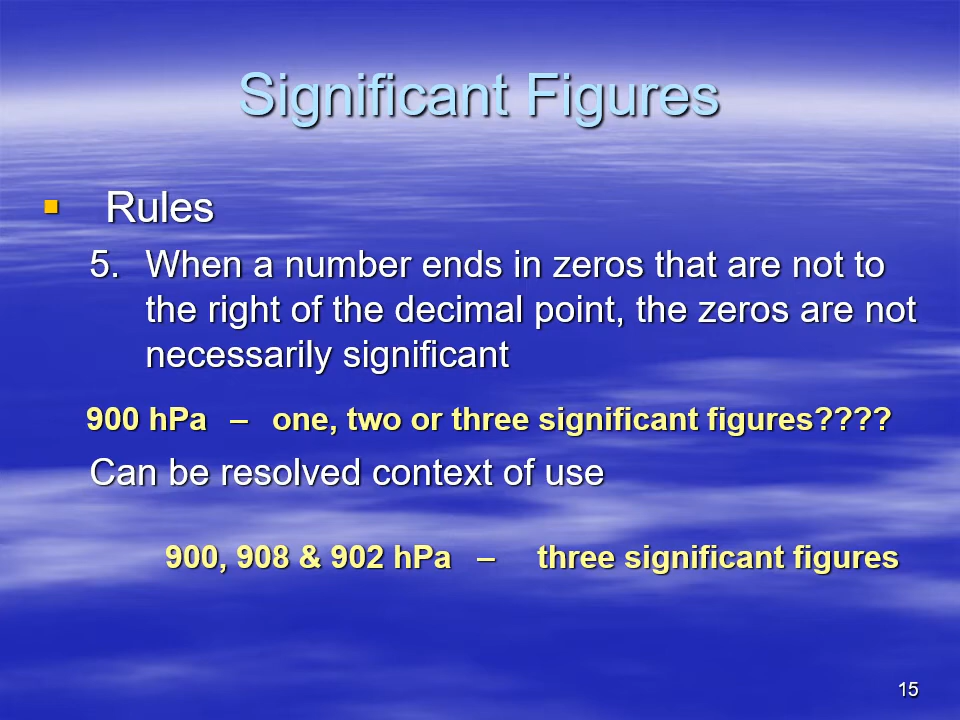 Significant Figures
Rules
5. When a number ends in zeros that are not to
the right of the decimal point, the zeros are not
necessarily significant
900 hPa – one, two or three significant figures????
Can be resolved context of use
900, 908 & 902 hPa – three significant figures
15